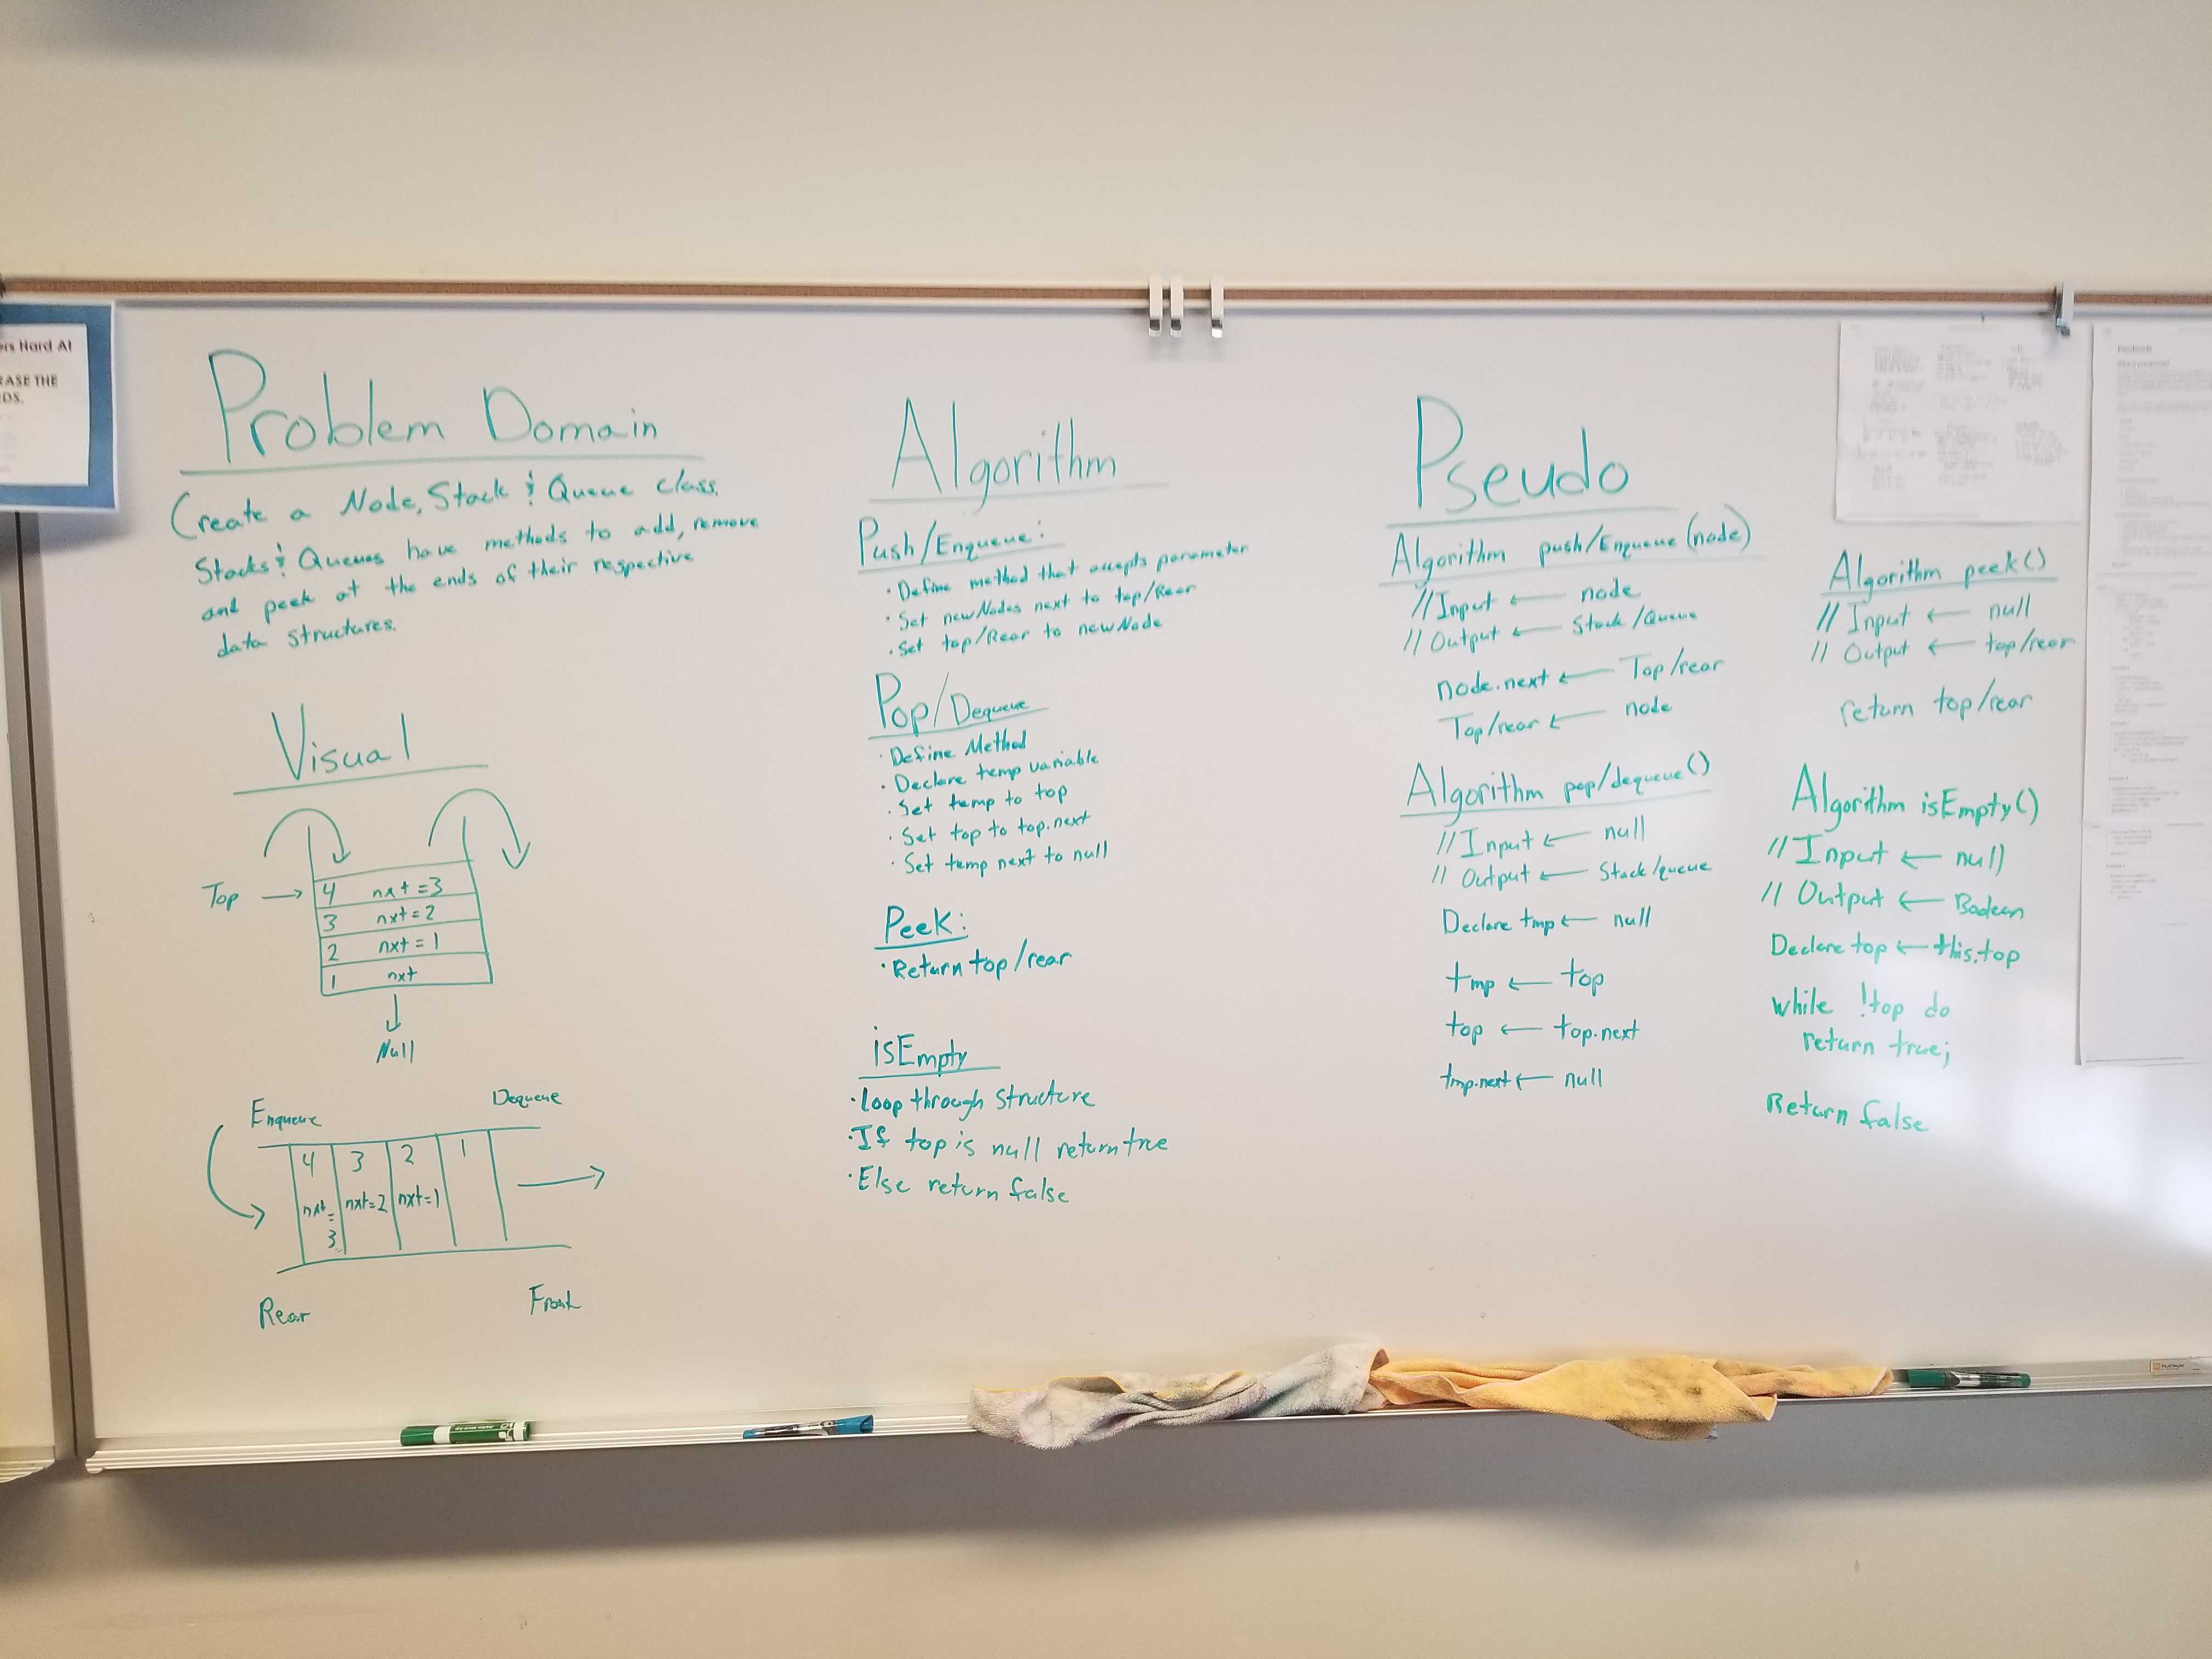 ers Hard At
RASE THE
DS.
Problem Domain
Create a Node, Stack & Queue class.
Stacks & Queues have methods to add, remove
and peek at the ends of their respective
data structures.
Visual
Top →
4 nxt = 3
3 nxt = 2
2 nxt = 1
1 nxt
↓
Null
Enqueue
Dequeue
4 3 2 1
nxt = 3 nxt = 2 nxt = 1
Rear
Front
Algorithm
Push/Enqueue:
· Define method that accepts parameter
· Set newNodes next to top/Rear
· Set top/Rear to newNode
Pop/Dequeue
· Define Method
· Declare temp variable
· Set temp to top
· Set top to top.next
· Set temp next to null
Peek:
· Return top/rear
isEmpty
· Loop through structure
· If top is null return true
· Else return false
Pseudo
Algorithm push/Enqueue (node)
// Input ← node
// Output ← Stack/Queue
node.next ← Top/rear
Top/rear ← node
Algorithm pop/dequeue()
// Input ← null
// Output ← Stack/queue
Declare tmp ← null
tmp ← top
top ← top.next
tmp.next ← null
Algorithm peek()
// Input ← null
// Output ← top/rear
return top/rear
Algorithm isEmpty()
// Input ← null
// Output ← Boolean
Declare top ← this.top
while !top do
return true;
Return false